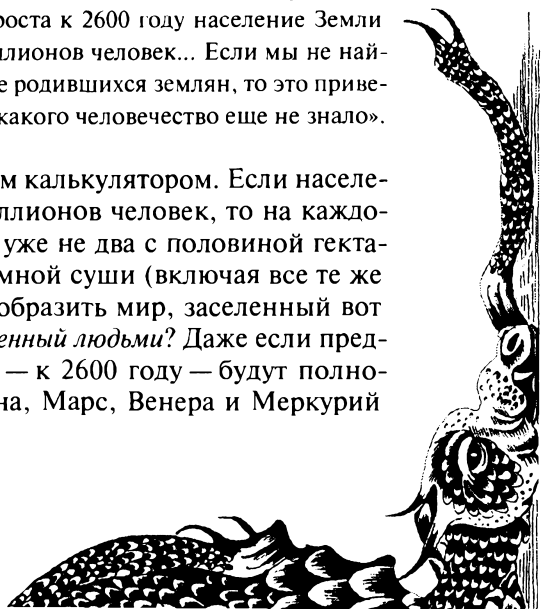 роста к 2600 году население Земли
ллионов человек... Если мы не най-
е родившихся землян, то это приве-
какого человечество еще не знало».
м калькулятором. Если населе-
ллионов человек, то на каждо-
уже не два с половиной гекта-
мной суши (включая все те же
образить мир, заселенный вот
енный людьми? Даже если пред-
— к 2600 году — будут полно-
на, Марс, Венера и Меркурий